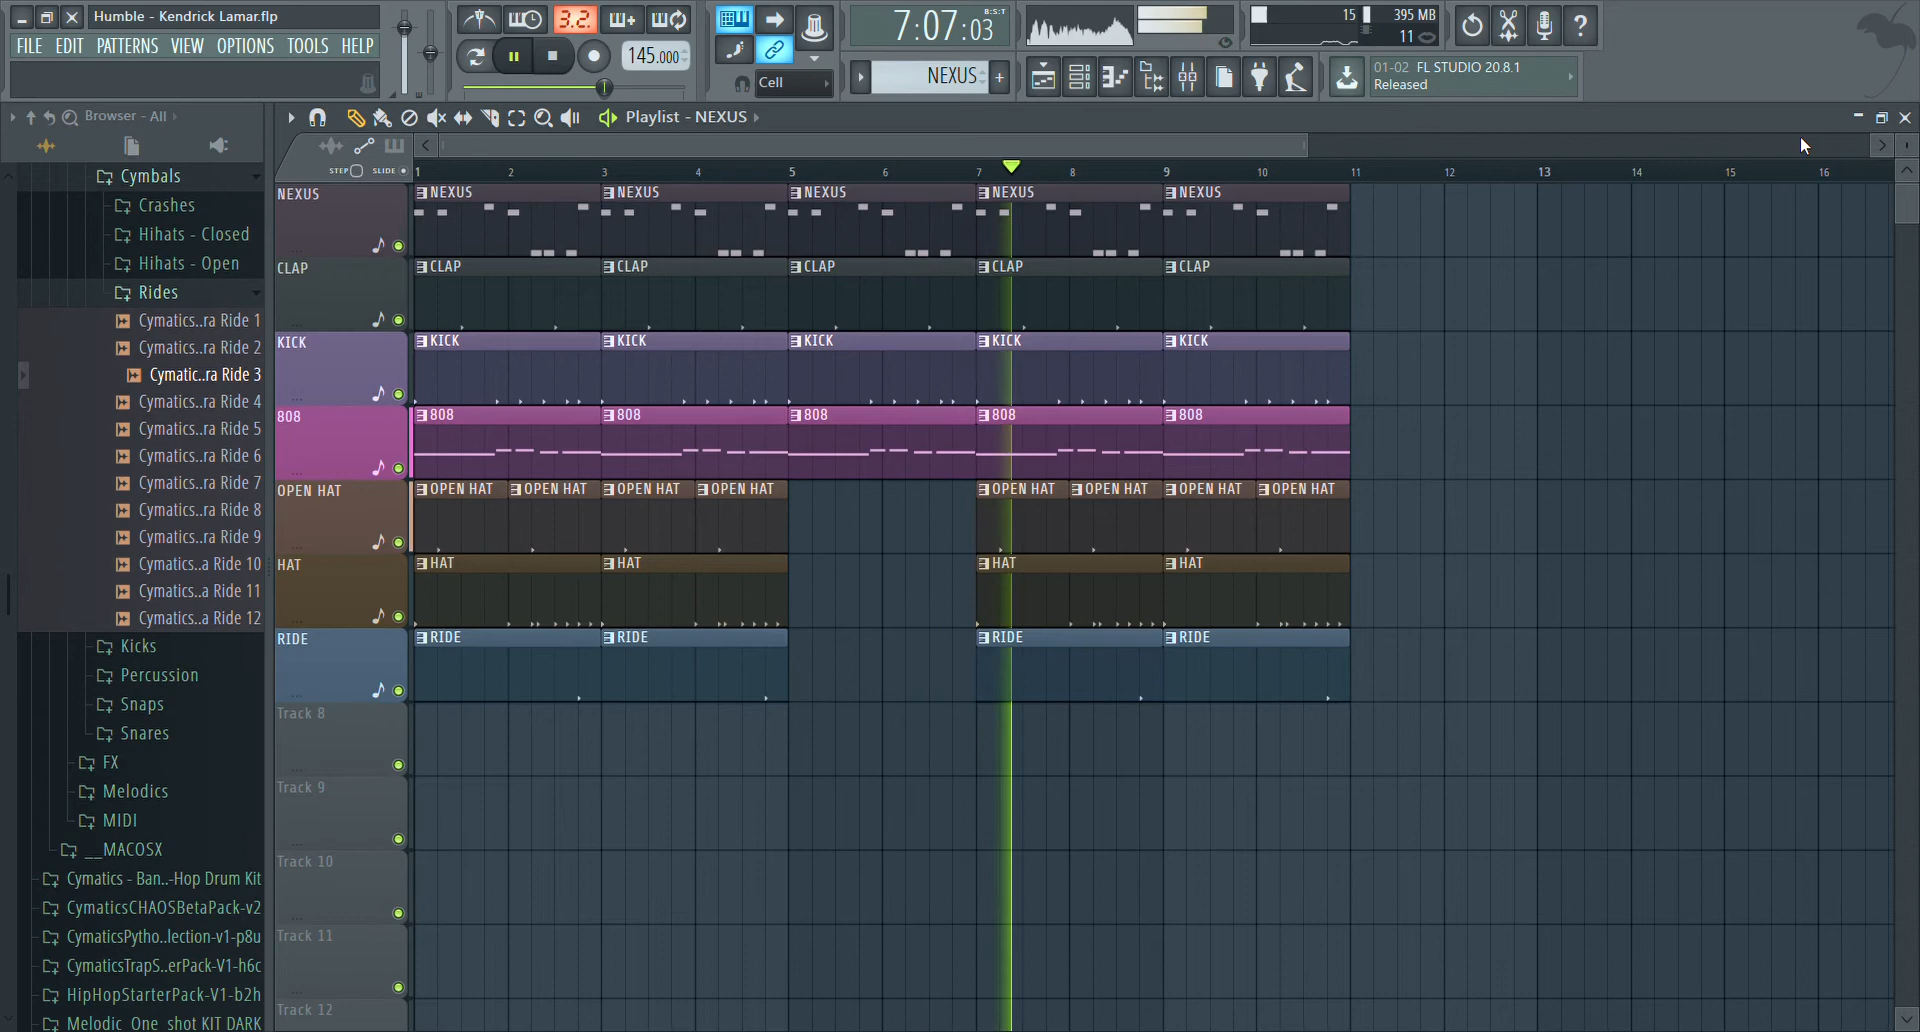 Humble - Kendrick Lamar.flp
FILE EDIT PATTERNS VIEW OPTIONS TOOLS HELP
3.2.
145.000
Cell
7:07:03
B:S:T
NEXUS
15
395 MB
11
01-02 FL STUDIO 20.8.1
Released
Browser - All
Playlist - NEXUS
STEP SLIDE
1 2 3 4 5 6 7 8 9 10 11 12 13 14 15 16
Cymbals
Crashes
Hihats - Closed
Hihats - Open
Rides
Cymatics..ra Ride 1
Cymatics..ra Ride 2
Cymatic..ra Ride 3
Cymatics..ra Ride 4
Cymatics..ra Ride 5
Cymatics..ra Ride 6
Cymatics..ra Ride 7
Cymatics..ra Ride 8
Cymatics..ra Ride 9
Cymatics..a Ride 10
Cymatics..a Ride 11
Cymatics..a Ride 12
Kicks
Percussion
Snaps
Snares
FX
Melodics
MIDI
__MACOSX
Cymatics - Ban..-Hop Drum Kit
CymaticsCHAOSBetaPack-v2
CymaticsPytho..lection-v1-p8u
CymaticsTrapS..erPack-V1-h6c
HipHopStarterPack-V1-b2h
Melodic One shot KIT DARK
NEXUS NEXUS NEXUS NEXUS NEXUS NEXUS
CLAP CLAP CLAP CLAP CLAP CLAP
KICK KICK KICK KICK KICK KICK
808 808 808 808 808 808
OPEN HAT OPEN HAT OPEN HAT OPEN HAT OPEN HAT OPEN HAT OPEN HAT OPEN HAT OPEN HAT
HAT HAT HAT HAT HAT
RIDE RIDE RIDE RIDE RIDE
Track 8
Track 9
Track 10
Track 11
Track 12